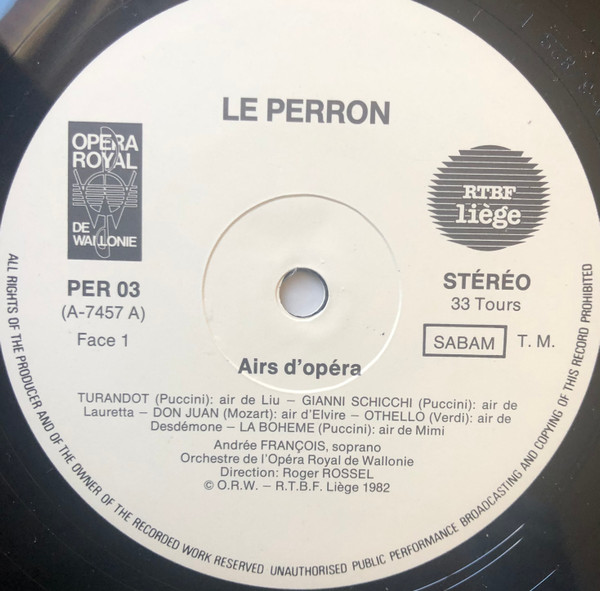 LE PERRON
OPERA
ROYAL
DE
WALLONIE
RTBF
liège
PER 03
(A-7457 A)
Face 1
STÉRÉO
33 Tours
SABAM T. M.
Airs d'opéra
TURANDOT (Puccini): air de Liu – GIANNI SCHICCHI (Puccini): air de
Lauretta – DON JUAN (Mozart): air d'Elvire – OTHELLO (Verdi): air de
Desdémone – LA BOHEME (Puccini): air de Mimi
Andrée FRANÇOIS, soprano
Orchestre de l'Opéra Royal de Wallonie
Direction: Roger ROSSEL
© O.R.W. – R.T.B.F. Liège 1982
ALL RIGHTS OF THE PRODUCER AND OF THE OWNER OF THE RECORDED WORK RESERVED UNAUTHORISED PUBLIC PERFORMANCE BROADCASTING AND COPYING OF THIS RECORD PROHIBITED